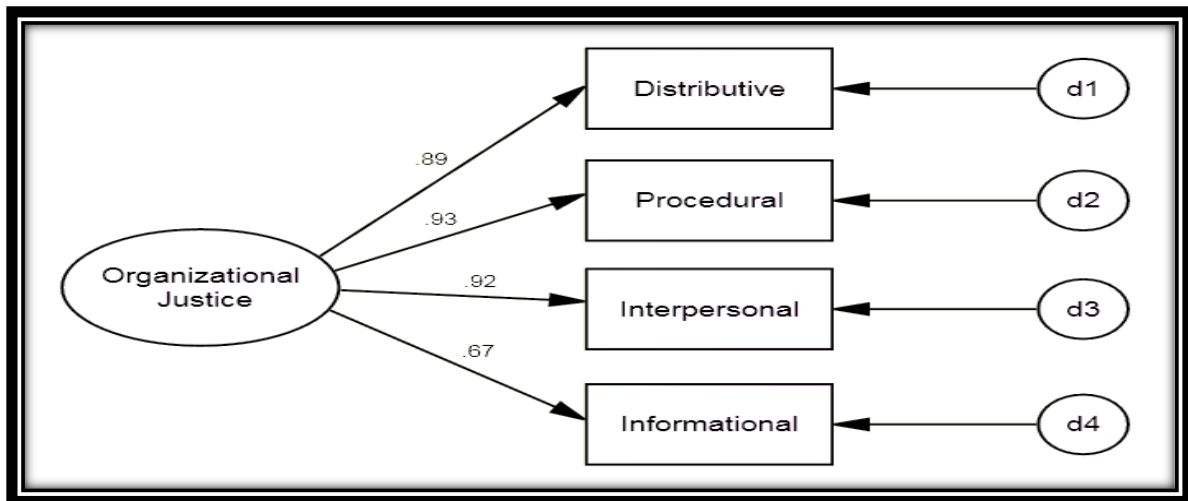 Distributive
d1
.89
Procedural
d2
.93
Organizational
Justice
.92
Interpersonal
d3
.67
Informational
d4